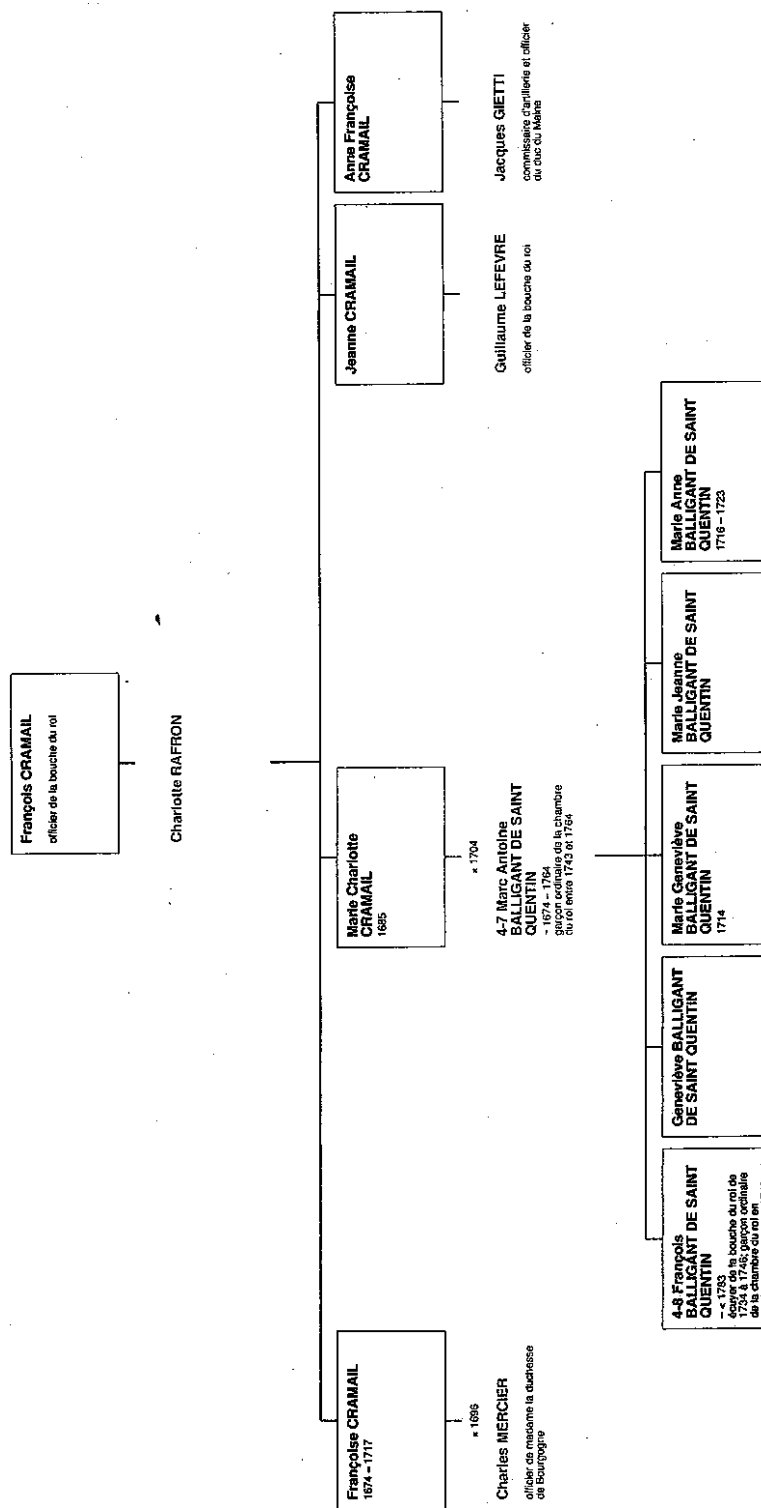 François CRAMAIL
officier de la bouche du roi
Charlotte RAFRON
Françoise CRAMAIL
1674 – 1717
x 1696
Charles MERCIER
officier de madame la duchesse
de Bourgogne
Marie Charlotte
CRAMAIL
1685
x 1704
4-7 Marc Antoine
BALLIGANT DE SAINT
QUENTIN
~ 1674 – 1764
garçon ordinaire de la chambre
du roi entre 1743 et 1764
Jeanne CRAMAIL
Guillaume LEFEVRE
officier de la bouche du roi
Anne Françoise
CRAMAIL
Jacques GIETTI
commissaire d'artillerie et officier
du duc du Maine
4-8 François
BALLIGANT DE SAINT
QUENTIN
– < 1783
écuyer de la bouche du roi de
1734 à 1746; garçon ordinaire
de la chambre du roi en
Geneviève BALLIGANT
DE SAINT QUENTIN
Marie Geneviève
BALLIGANT DE SAINT
QUENTIN
1714
Marie Jeanne
BALLIGANT DE SAINT
QUENTIN
Marie Anne
BALLIGANT DE SAINT
QUENTIN
1716 – 1723